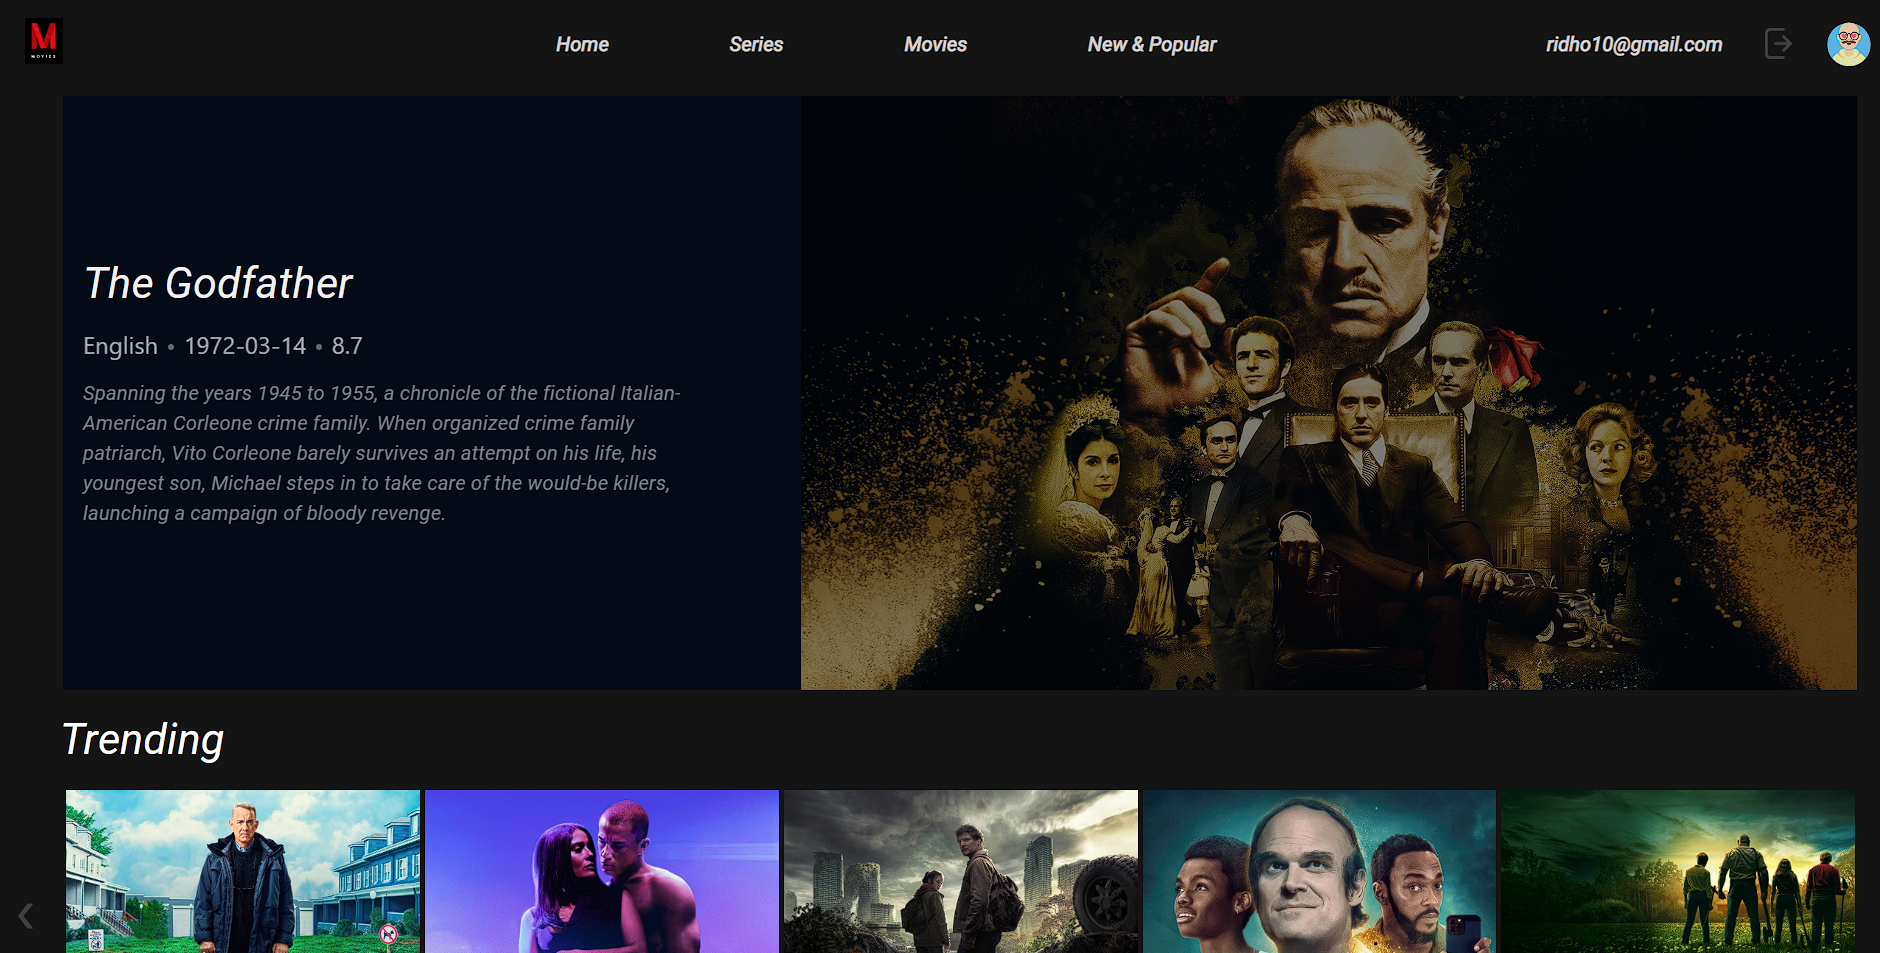 M
MOVIES
Home Series Movies New & Popular ridho10@gmail.com
The Godfather
English • 1972-03-14 • 8.7
Spanning the years 1945 to 1955, a chronicle of the fictional Italian-
American Corleone crime family. When organized crime family
patriarch, Vito Corleone barely survives an attempt on his life, his
youngest son, Michael steps in to take care of the would-be killers,
launching a campaign of bloody revenge.
Trending